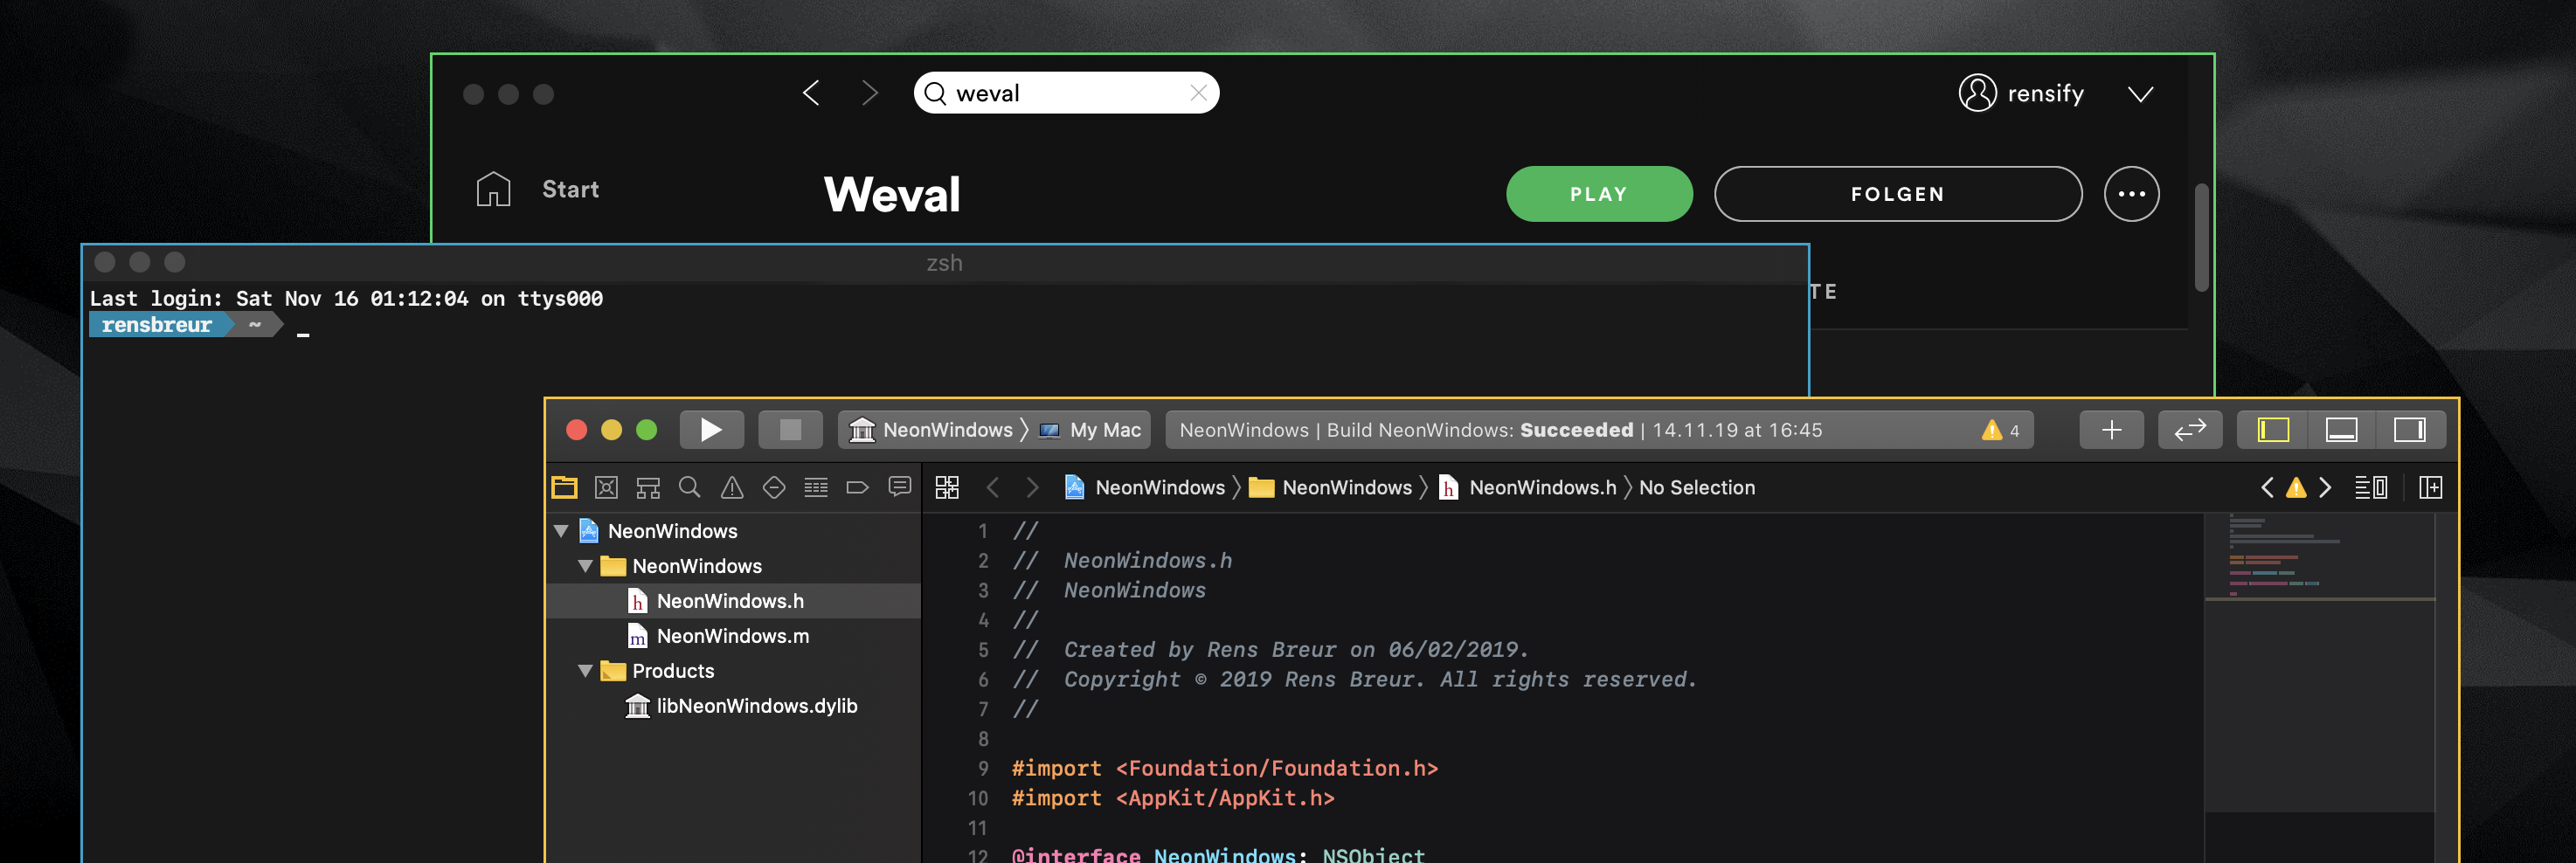 weval
rensify
Start
Weval
PLAY
FOLGEN
TE
zsh
Last login: Sat Nov 16 01:12:04 on ttys000
rensbreur ~
NeonWindows My Mac
NeonWindows | Build NeonWindows: Succeeded | 14.11.19 at 16:45
4
NeonWindows NeonWindows h NeonWindows.h No Selection
NeonWindows
NeonWindows
h NeonWindows.h
m NeonWindows.m
Products
libNeonWindows.dylib
1 //
2 //  NeonWindows.h
3 //  NeonWindows
4 //
5 //  Created by Rens Breur on 06/02/2019.
6 //  Copyright © 2019 Rens Breur. All rights reserved.
7 //
8
9 #import <Foundation/Foundation.h>
10 #import <AppKit/AppKit.h>
11
12 @interface NeonWindows: NSObject